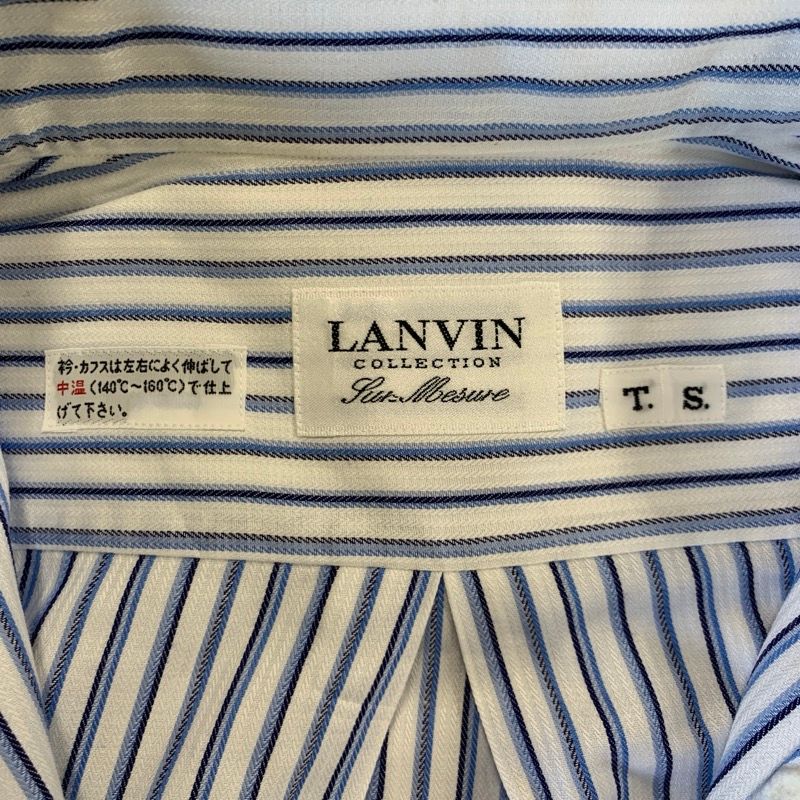 衿・カフスは左右によく伸ばして
中温(140℃～160℃)で仕上
げて下さい。
LANVIN
COLLECTION
Sur-Mesure
T. S.